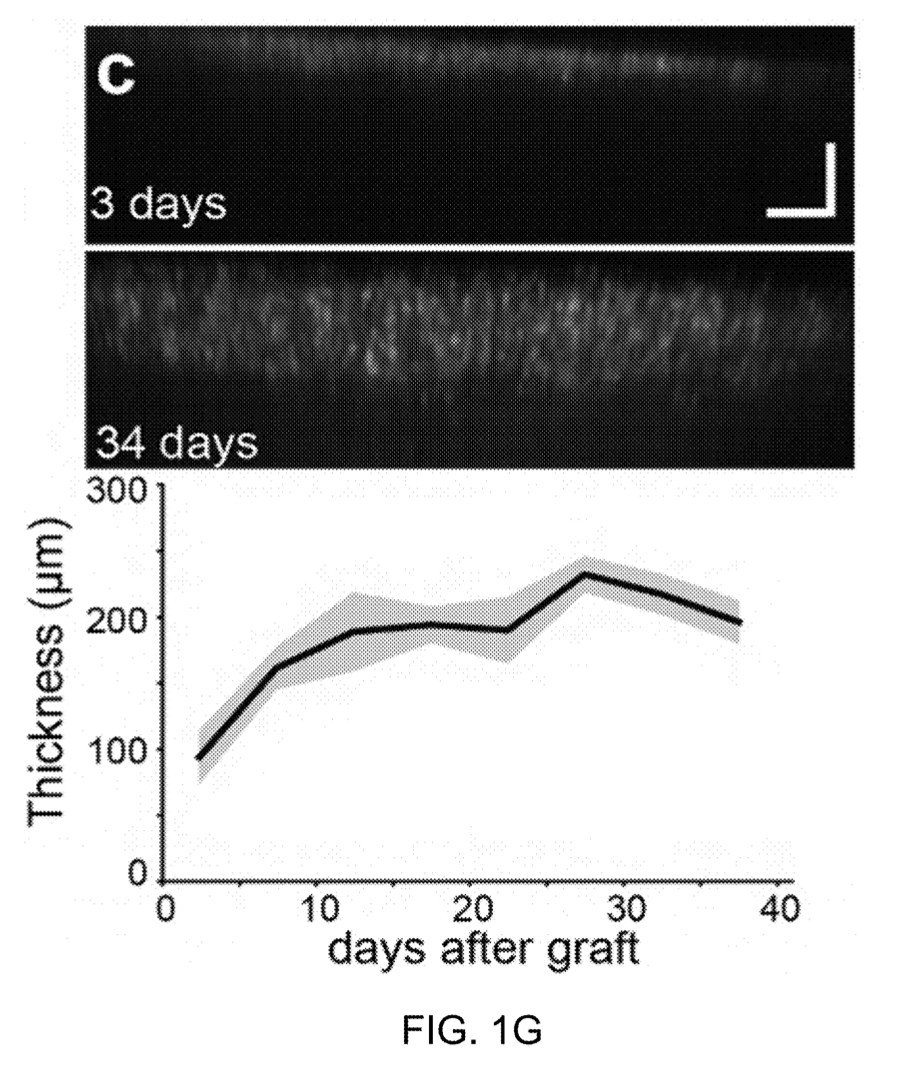 C
3 days
34 days
300
200
100
0
Thickness (μm)
0 10 20 30 40
days after graft
FIG. 1G